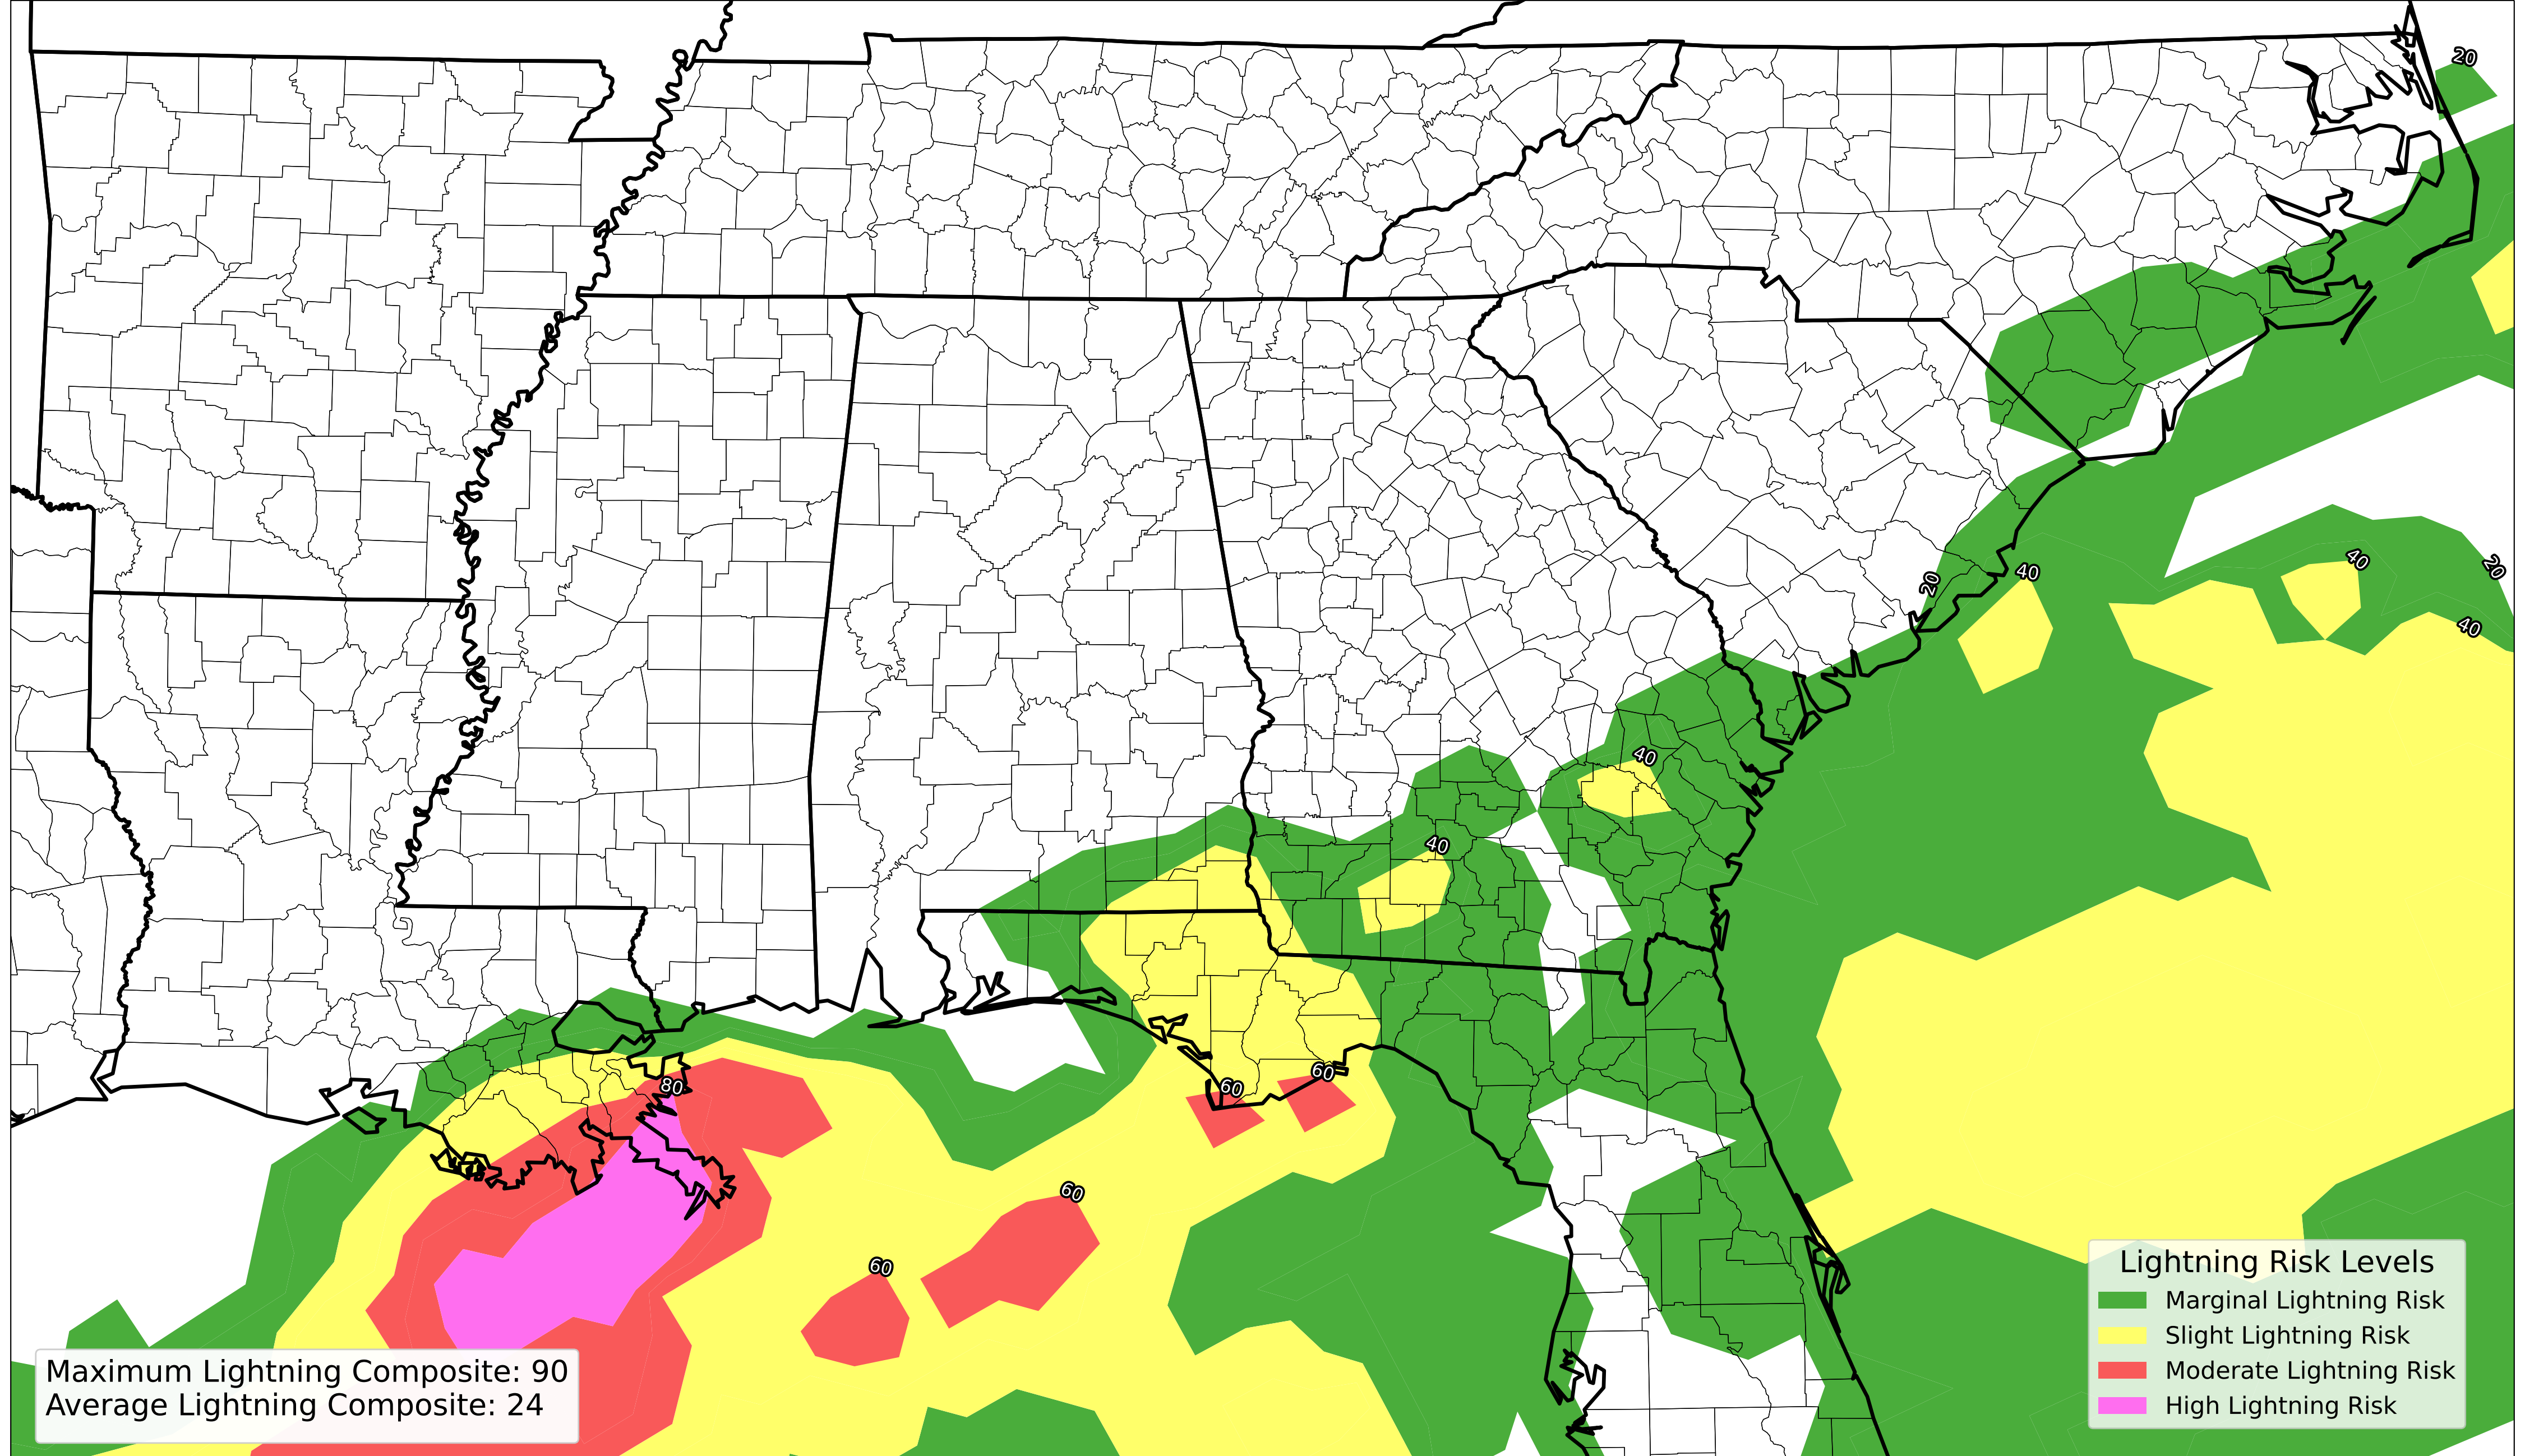 20
40
20
40
20
40
40
40
80
60
60
60
60
Lightning Risk Levels
Marginal Lightning Risk
Slight Lightning Risk
Moderate Lightning Risk
High Lightning Risk
Maximum Lightning Composite: 90
Average Lightning Composite: 24